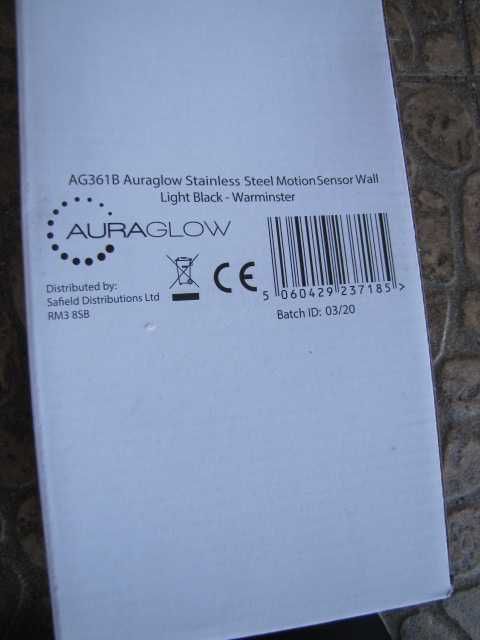 AG361B Auraglow Stainless Steel Motion Sensor Wall
Light Black - Warminster
AURAGLOW
CE
Distributed by:
Safield Distributions Ltd
RM3 8SB
5 060429 237185 >
Batch ID: 03/20